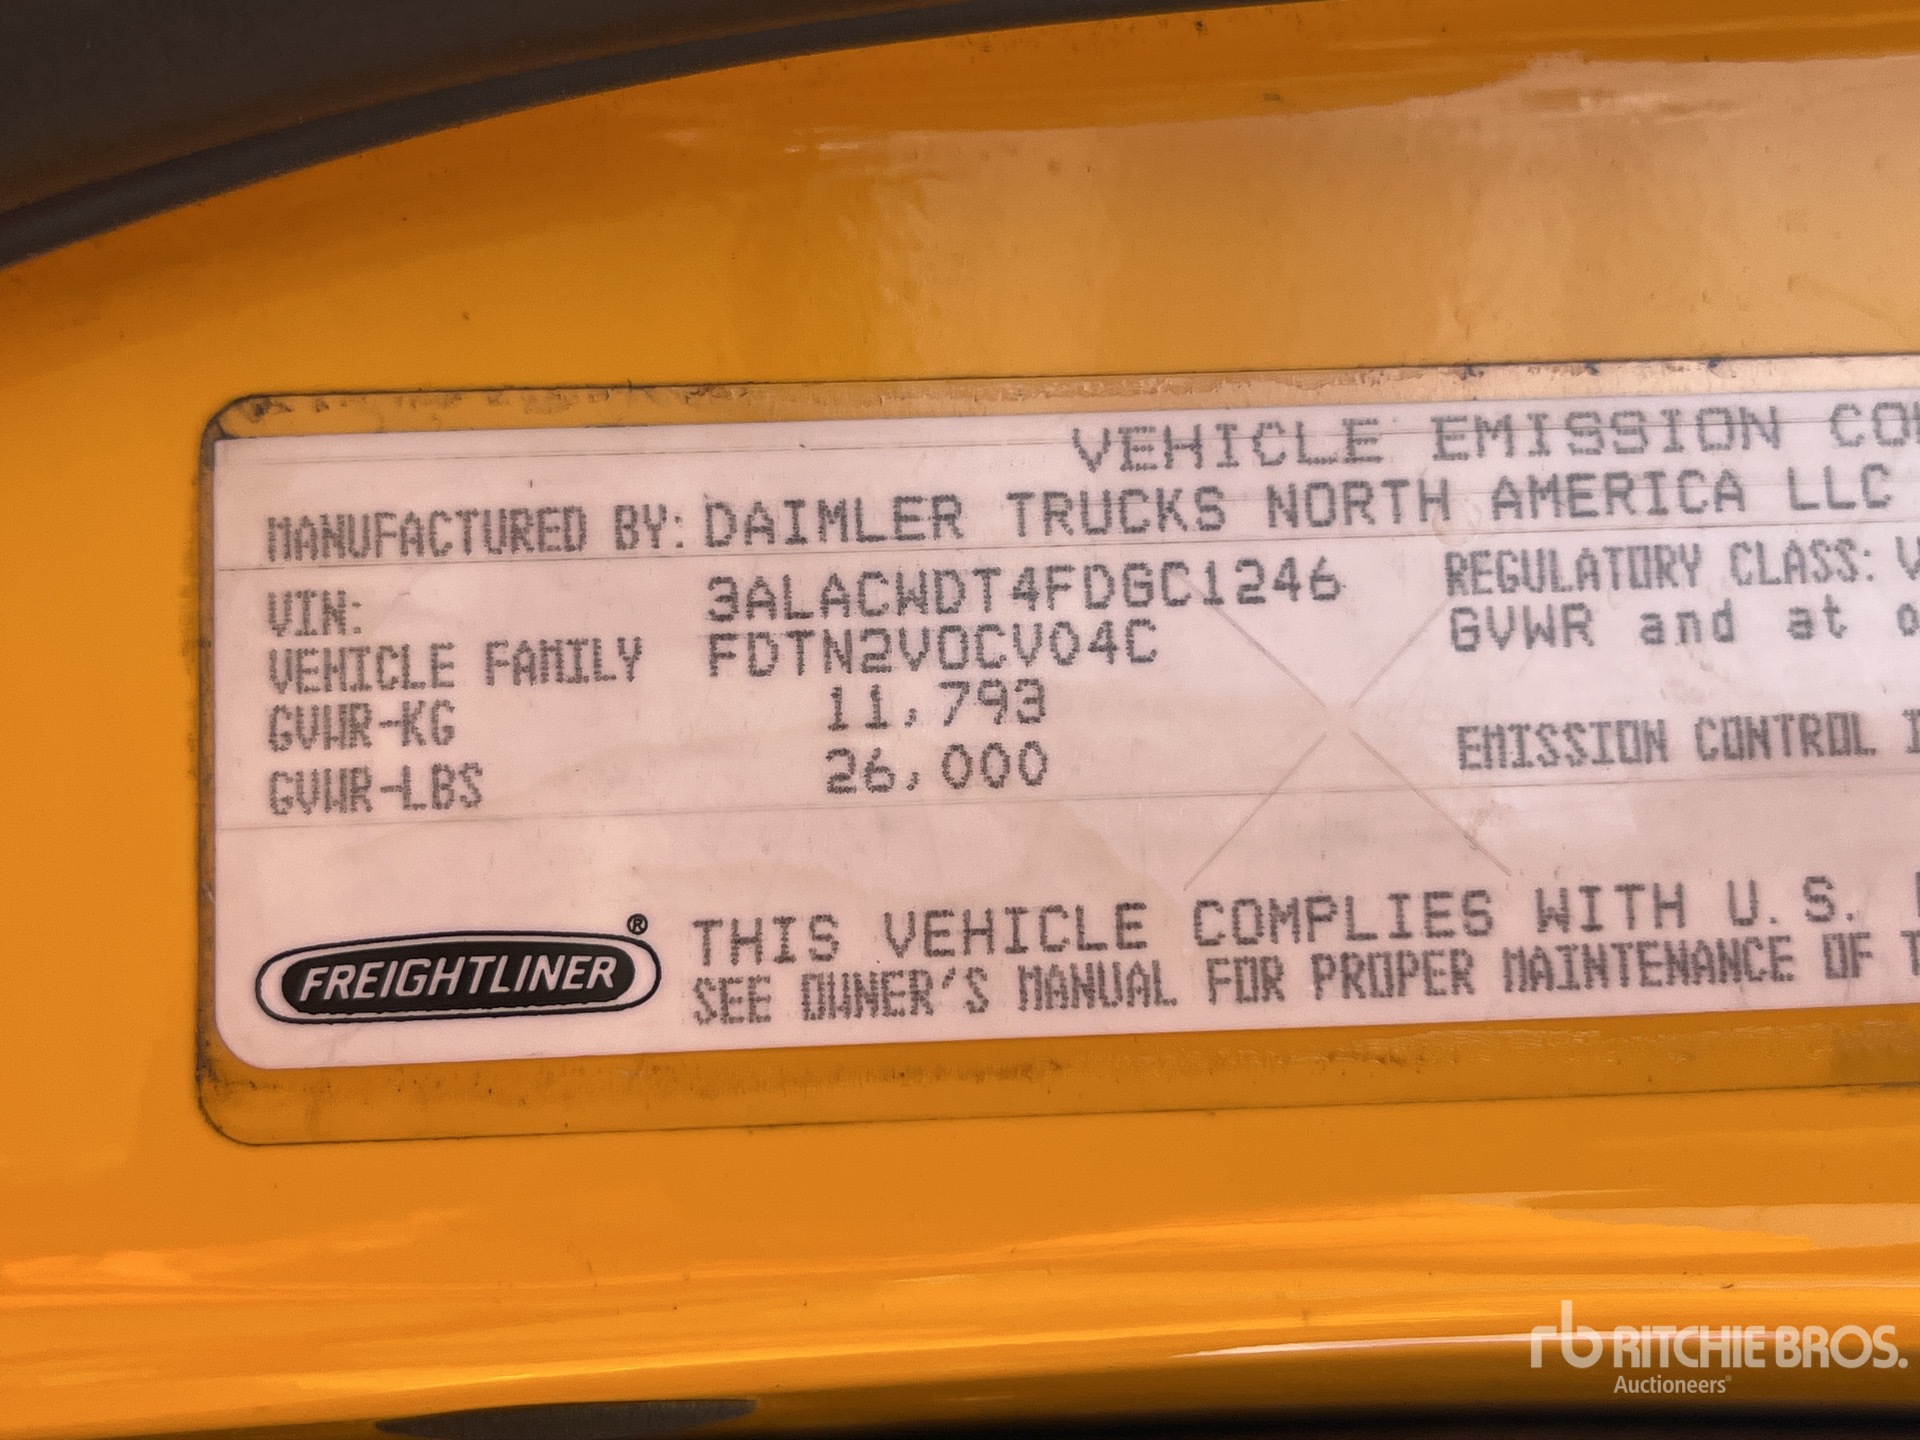 VEHICLE EMISSION
MANUFACTURED BY: DAIMLER TRUCKS NORTH AMERICA LLC
VIN: 3ALACWDT4FDGC1246 REGULATORY CLASS:
VEHICLE FAMILY FDTN2VOCV04C GVWR and at
GVWR-KG 11,793
GVWR-LBS 26,000 EMISSION CONTROL
THIS VEHICLE COMPLIES WITH U.S.
SEE OWNER'S MANUAL FOR PROPER MAINTENANCE OF
FREIGHTLINER®
rb RITCHIE BROS.
Auctioneers